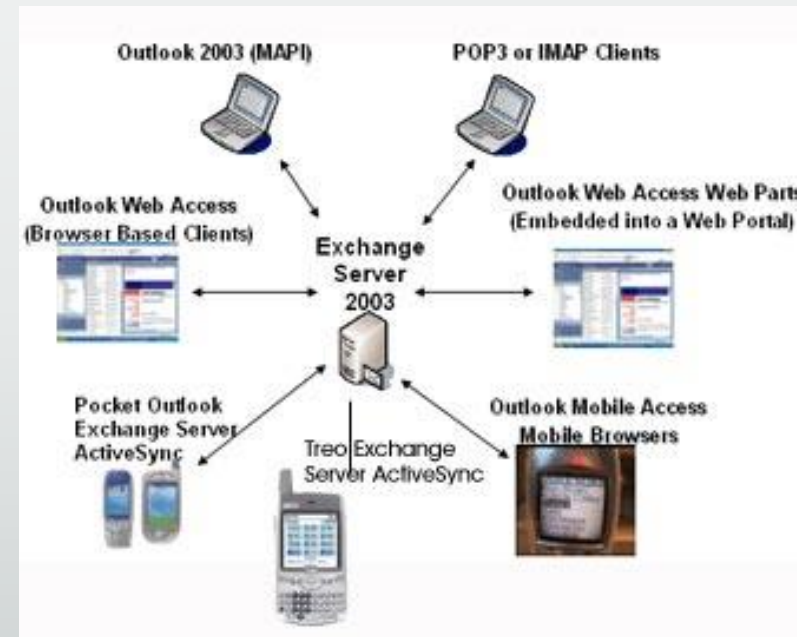 Outlook 2003 (MAPI)
POP3 or IMAP Clients
Outlook Web Access
(Browser Based Clients)
Outlook Web Access Web Parts
(Embedded into a Web Portal)
Exchange
Server
2003
Pocket Outlook
Exchange Server
ActiveSync
Treo Exchange
Server ActiveSync
Outlook Mobile Access
Mobile Browsers